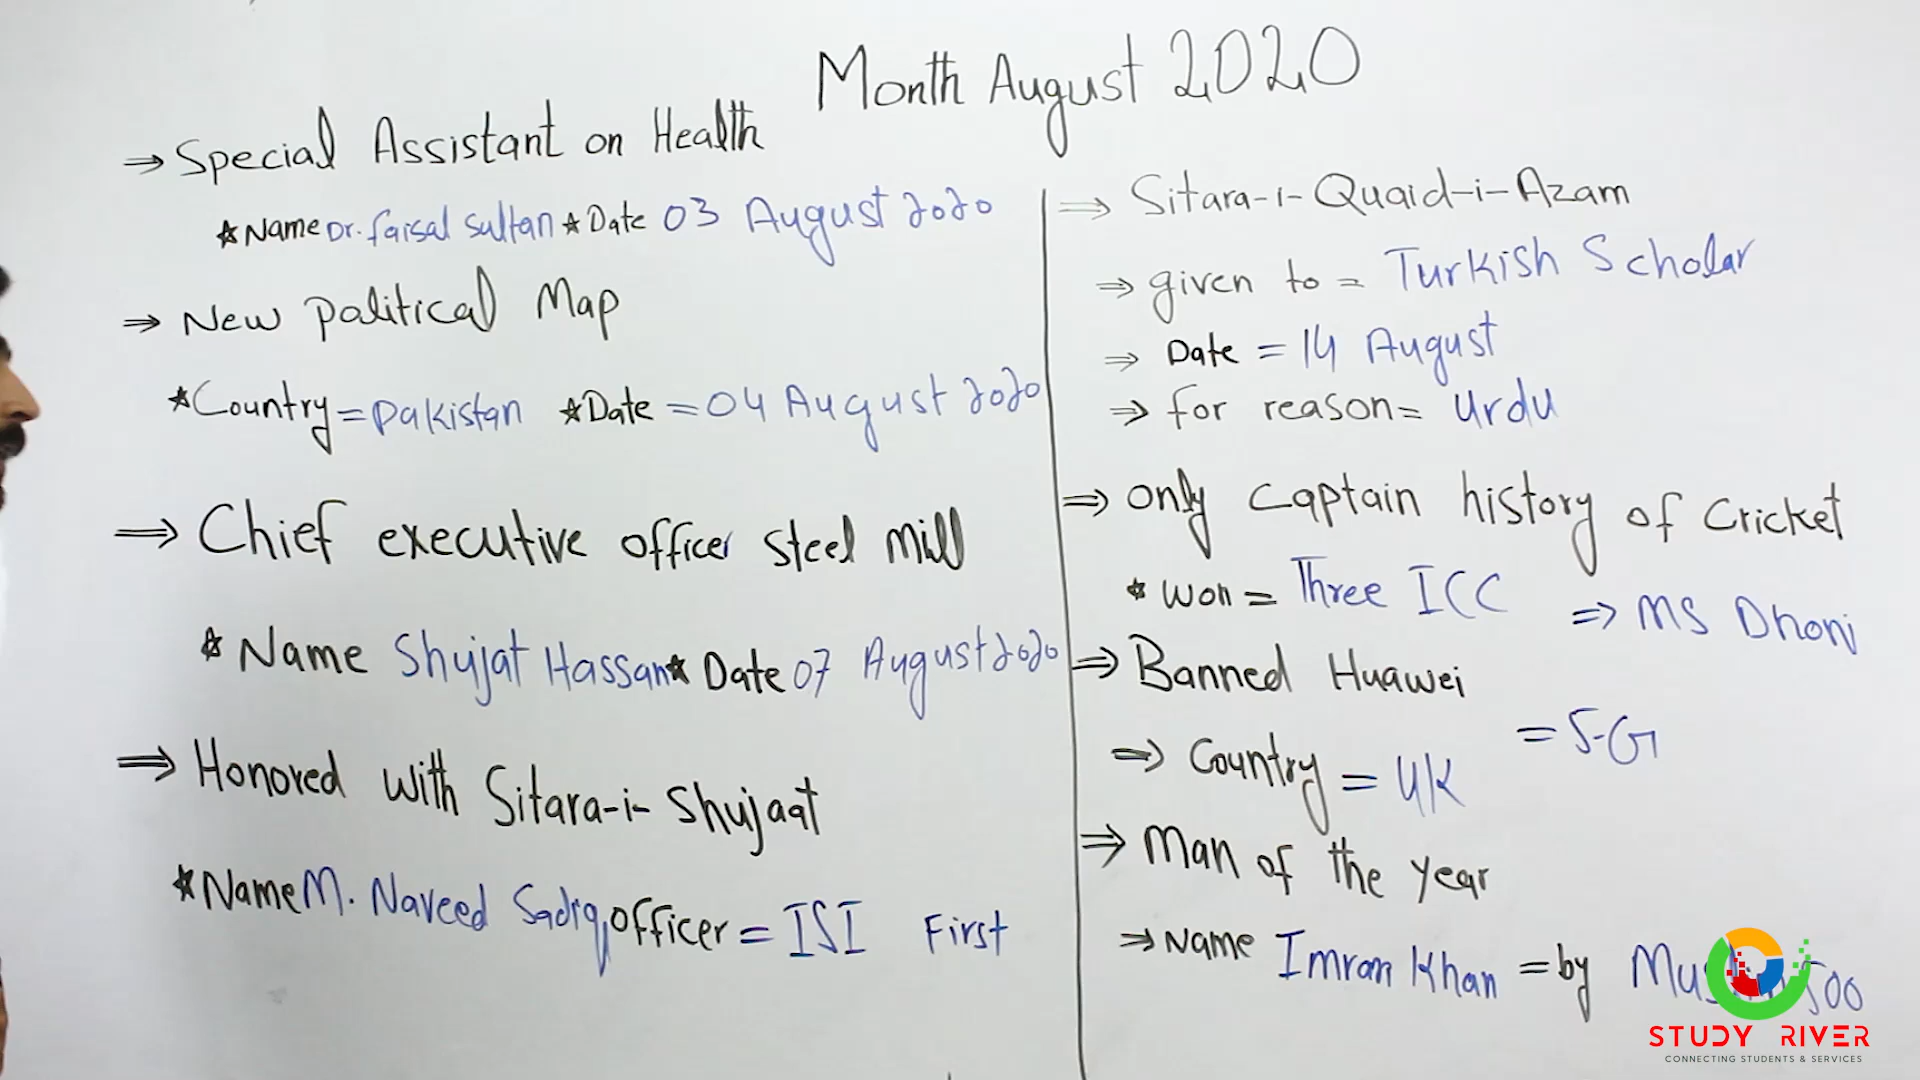 Month August 2020
⇒ Special Assistant on Health
★ Name Dr. faisal sultan ★ Date 03 August 2020
⇒ New political Map
★ Country = Pakistan ★ Date = 04 August 2020
⇒ Chief executive officer steel mill
★ Name Shujat Hassan ★ Date 07 August 2020
⇒ Honored with Sitara-i-Shujaat
★ Name M. Naveed Sadiq officer = ISI First
⇒ Sitara-i-Quaid-i-Azam
⇒ given to = Turkish Scholar
⇒ Date = 14 August
⇒ for reason = Urdu
⇒ only captain history of Cricket
★ Won = Three ICC ⇒ MS Dhoni
⇒ Banned Huawei
⇒ Country = UK = 5-G
⇒ Man of the year
⇒ Name Imran Khan = by 500
STUDY RIVER
CONNECTING STUDENTS & SERVICES